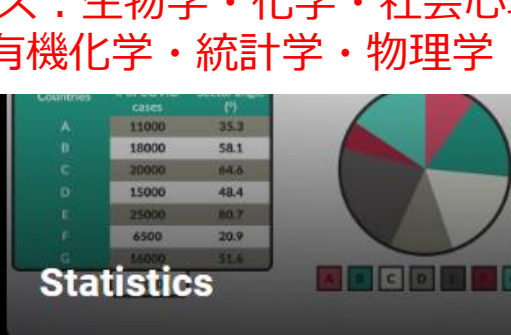 ス：生物学・化学・社会心
有機化学・統計学・物理学
Countries
cases
Sector angle
(°)
A 11000 35.3
B 18000 58.1
C 20000 64.6
D 15000 48.4
E 25000 80.7
F 6500 20.9
G 16000 51.6
Statistics
A B C D E F